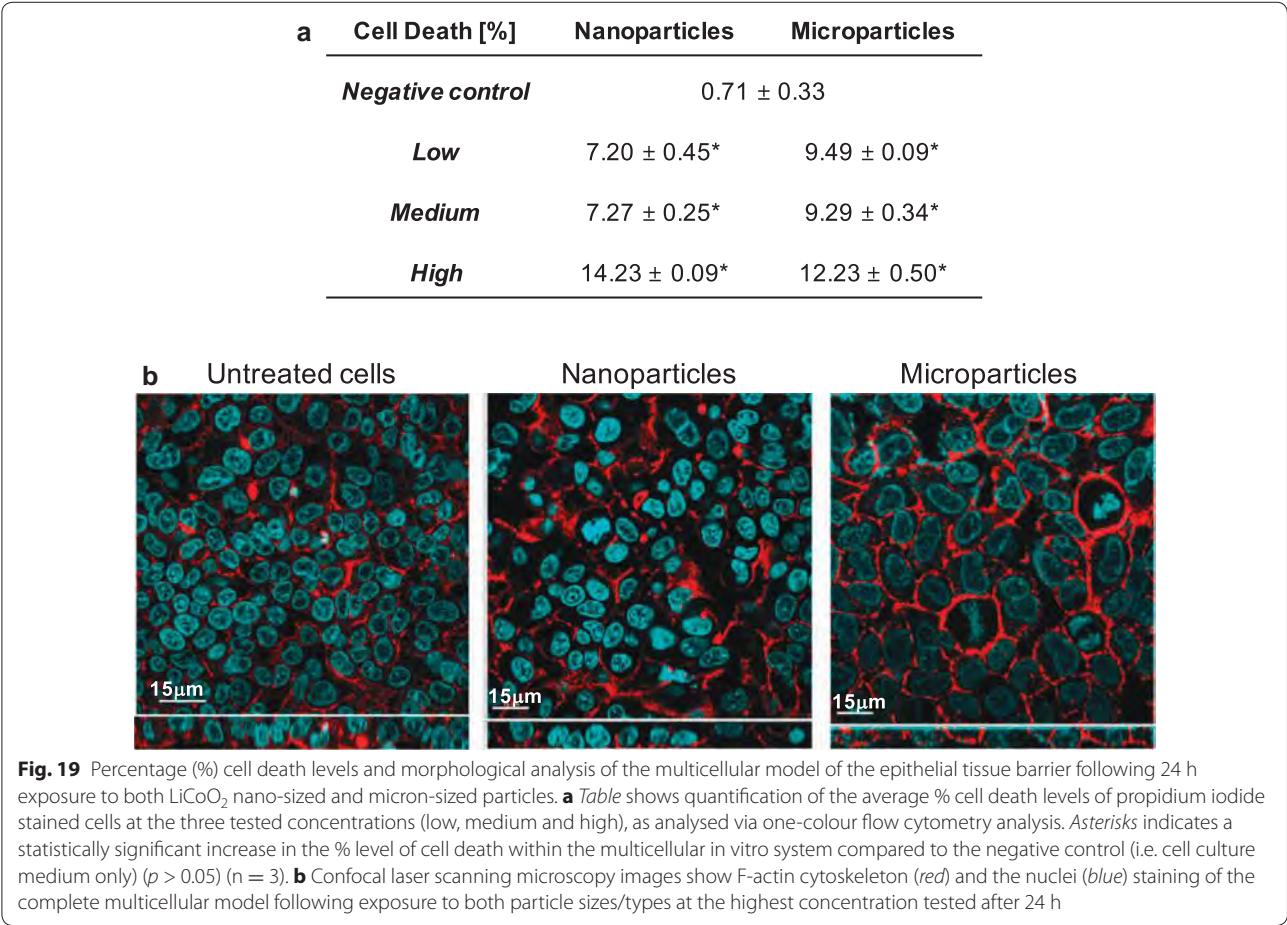 a Cell Death [%] Nanoparticles Microparticles
Negative control 0.71 ± 0.33
Low 7.20 ± 0.45* 9.49 ± 0.09*
Medium 7.27 ± 0.25* 9.29 ± 0.34*
High 14.23 ± 0.09* 12.23 ± 0.50*
b Untreated cells Nanoparticles Microparticles
15μm 15μm 15μm
Fig. 19 Percentage (%) cell death levels and morphological analysis of the multicellular model of the epithelial tissue barrier following 24 h
exposure to both LiCoO₂ nano-sized and micron-sized particles. a Table shows quantification of the average % cell death levels of propidium iodide
stained cells at the three tested concentrations (low, medium and high), as analysed via one-colour flow cytometry analysis. Asterisks indicates a
statistically significant increase in the % level of cell death within the multicellular in vitro system compared to the negative control (i.e. cell culture
medium only) (p > 0.05) (n = 3). b Confocal laser scanning microscopy images show F-actin cytoskeleton (red) and the nuclei (blue) staining of the
complete multicellular model following exposure to both particle sizes/types at the highest concentration tested after 24 h